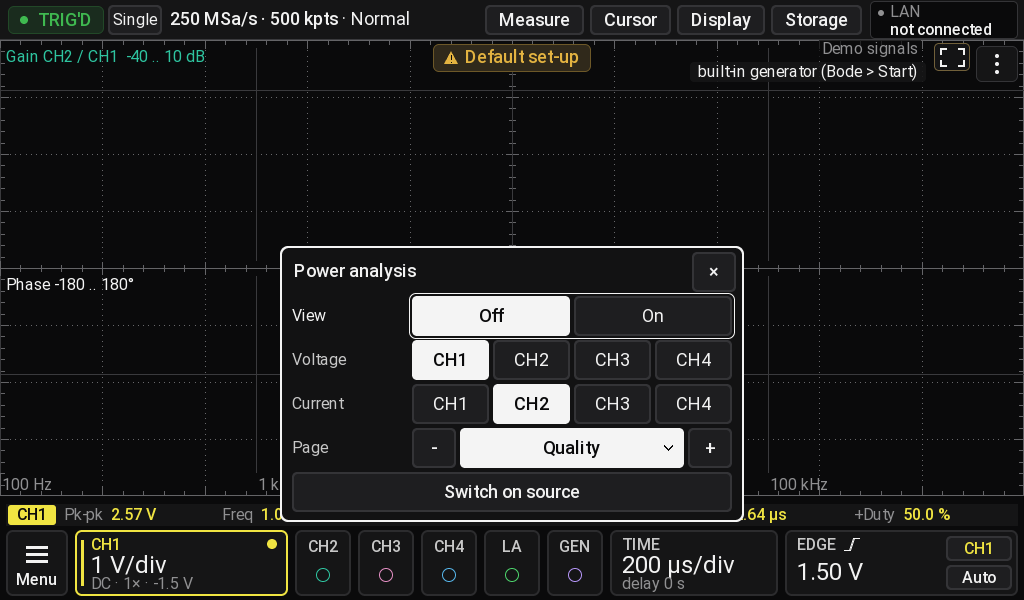 TRIG'D Single 250 MSa/s · 500 kpts · Normal Measure Cursor Display Storage LAN
not connected
Gain CH2 / CH1 -40 .. 10 dB Default set-up Demo signals
built-in generator (Bode > Start)
Power analysis ×
Phase -180 .. 180°
View Off On
Voltage CH1 CH2 CH3 CH4
Current CH1 CH2 CH3 CH4
Page - Quality +
100 Hz 1 k Switch on source 100 kHz
CH1 Pk-pk 2.57 V Freq 1.0 .64 µs +Duty 50.0 %
Menu
CH1
1 V/div
DC · 1× · -1.5 V
CH2 CH3 CH4 LA GEN
TIME
200 µs/div
delay 0 s
EDGE CH1
1.50 V Auto